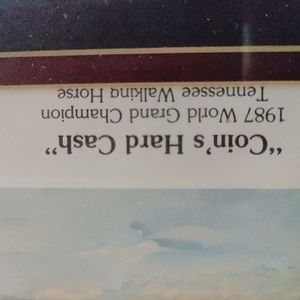 “Coin’s Hard Cash”
1987 World Grand Champion
Tennessee Walking Horse